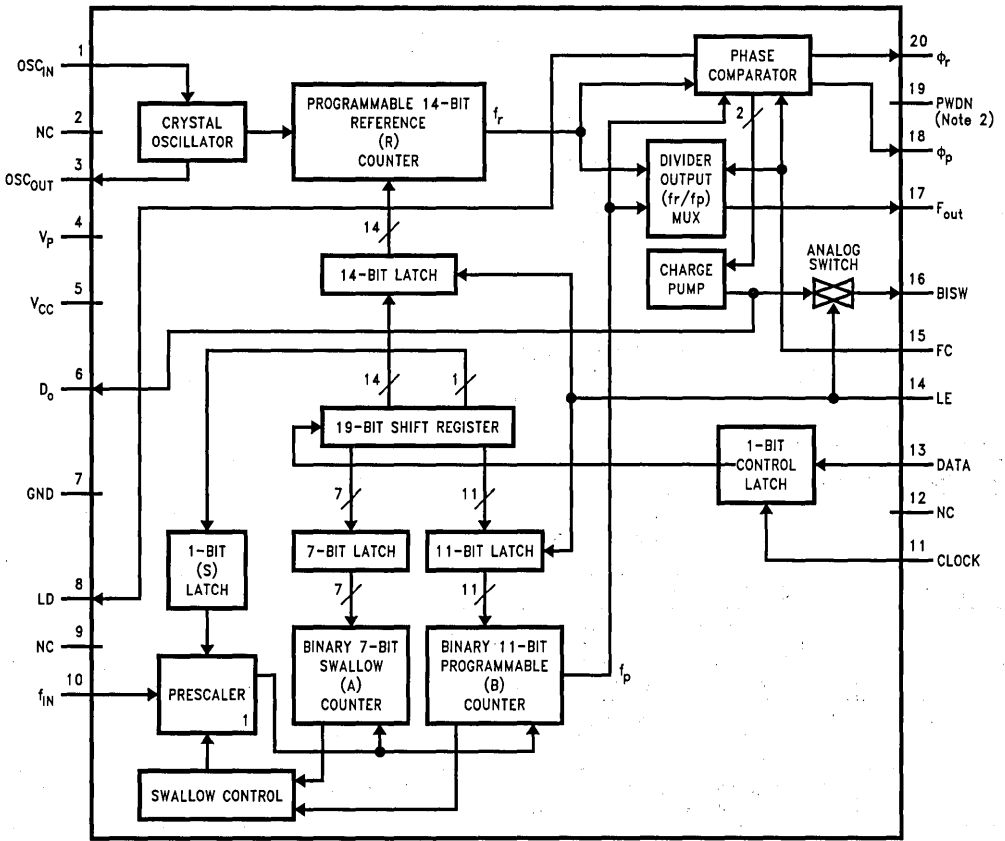 1
OSC_IN
2
NC
3
OSC_OUT
4
V_P
5
V_CC
6
D_o
7
GND
8
LD
9
NC
10
f_IN
20
ϕ_r
19
PWDN
(Note 2)
18
ϕ_p
17
F_out
16
BISW
15
FC
14
LE
13
DATA
12
NC
11
CLOCK
CRYSTAL
OSCILLATOR
PROGRAMMABLE 14-BIT
REFERENCE
(R)
COUNTER
f_r
PHASE
COMPARATOR
2
DIVIDER
OUTPUT
(fr/fp)
MUX
CHARGE
PUMP
ANALOG
SWITCH
14
14-BIT LATCH
14
1
19-BIT SHIFT REGISTER
1-BIT
CONTROL
LATCH
7
11
1-BIT
(S)
LATCH
7-BIT LATCH
11-BIT LATCH
7
11
PRESCALER
1
BINARY 7-BIT
SWALLOW
(A)
COUNTER
BINARY 11-BIT
PROGRAMMABLE
(B)
COUNTER
f_p
SWALLOW CONTROL